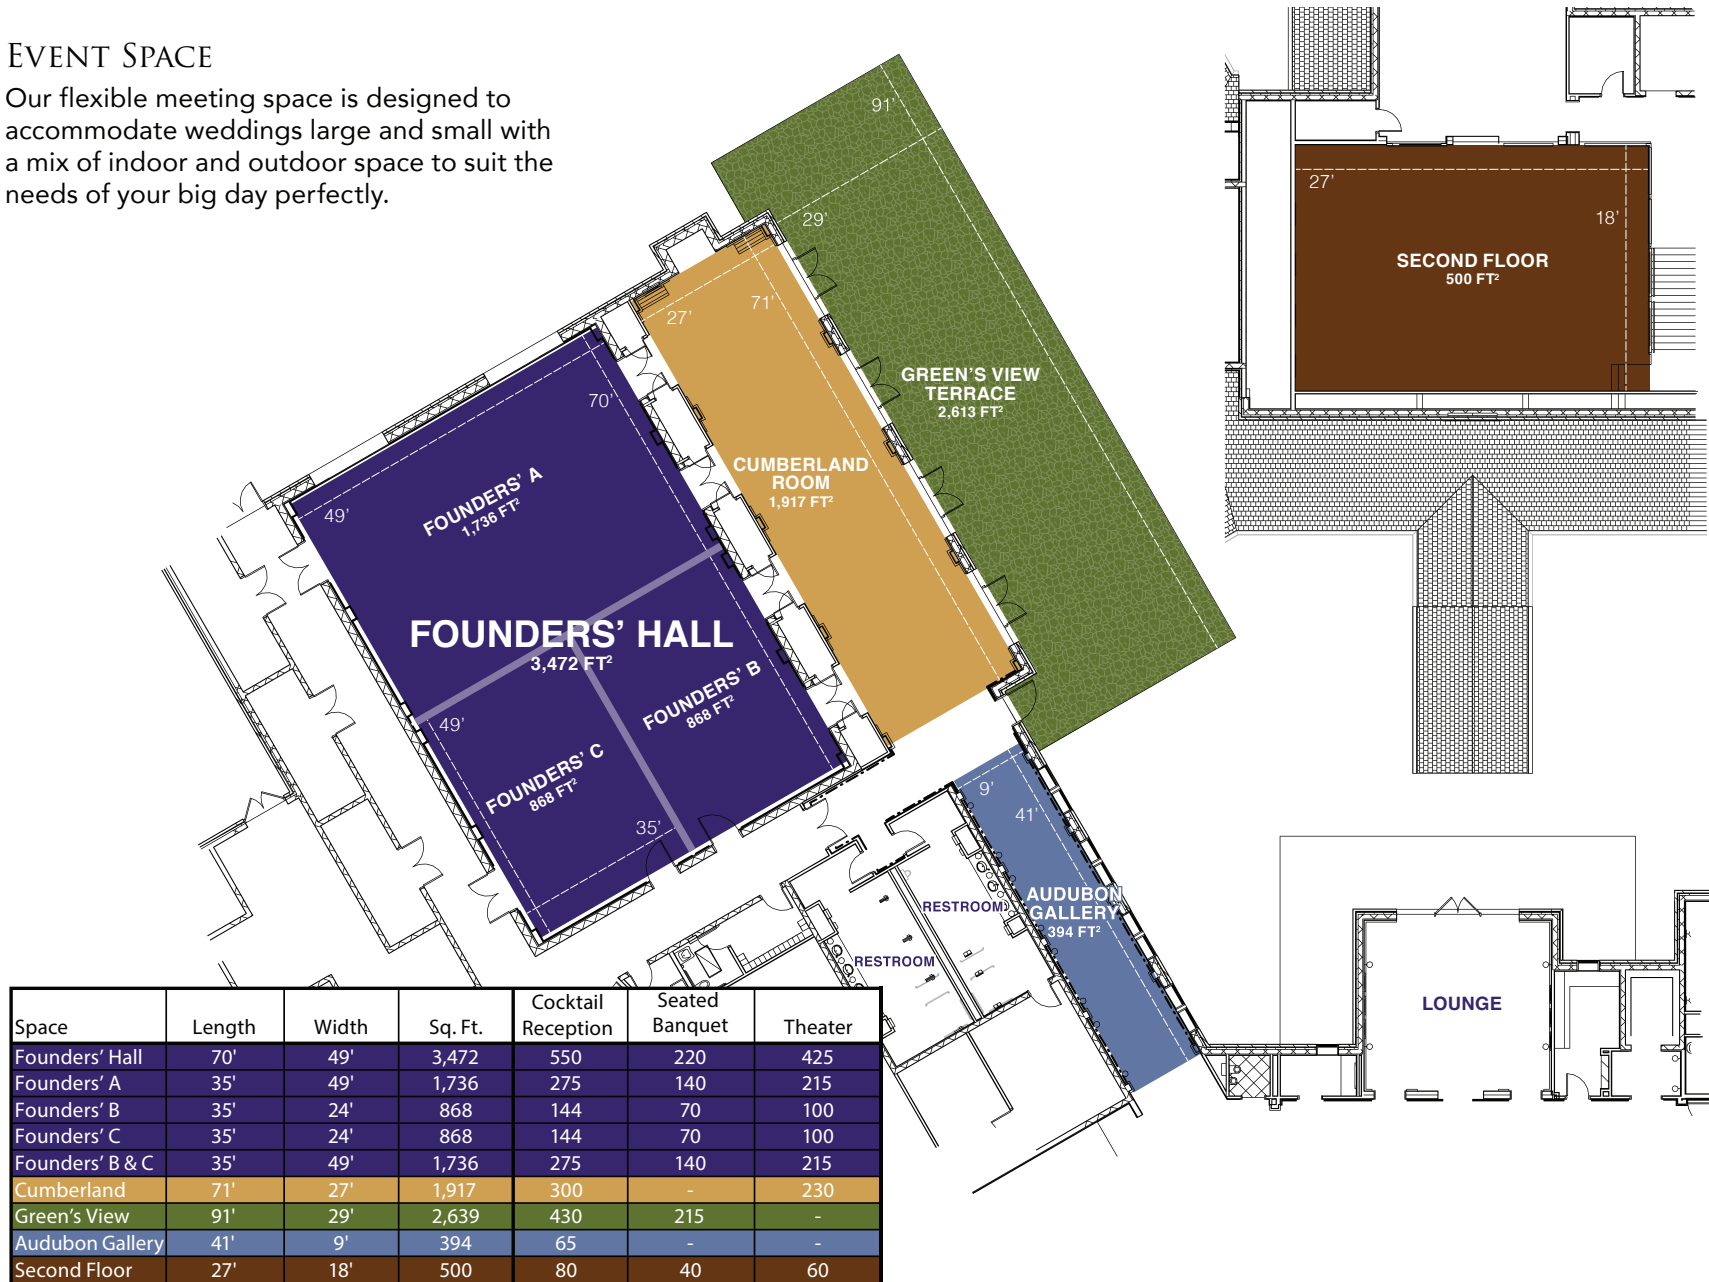 EVENT SPACE
Our flexible meeting space is designed to
accommodate weddings large and small with
a mix of indoor and outdoor space to suit the
needs of your big day perfectly.
91’
29’
GREEN’S VIEW
TERRACE
2,613 FT²
27’
71’
CUMBERLAND
ROOM
1,917 FT²
70’
49’
FOUNDERS’ A
1,736 FT²
FOUNDERS’ HALL
3,472 FT²
FOUNDERS’ B
868 FT²
49’
FOUNDERS’ C
868 FT²
35’
9’
41’
AUDUBON
GALLERY
394 FT²
RESTROOM
RESTROOM
27’
18’
SECOND FLOOR
500 FT²
LOUNGE
Space Length Width Sq. Ft. Cocktail Reception Seated Banquet Theater
Founders’ Hall 70' 49' 3,472 550 220 425
Founders’ A 35' 49' 1,736 275 140 215
Founders’ B 35' 24' 868 144 70 100
Founders’ C 35' 24' 868 144 70 100
Founders’ B & C 35' 49' 1,736 275 140 215
Cumberland 71' 27' 1,917 300 - 230
Green’s View 91' 29' 2,639 430 215 -
Audubon Gallery 41' 9' 394 65 - -
Second Floor 27' 18' 500 80 40 60